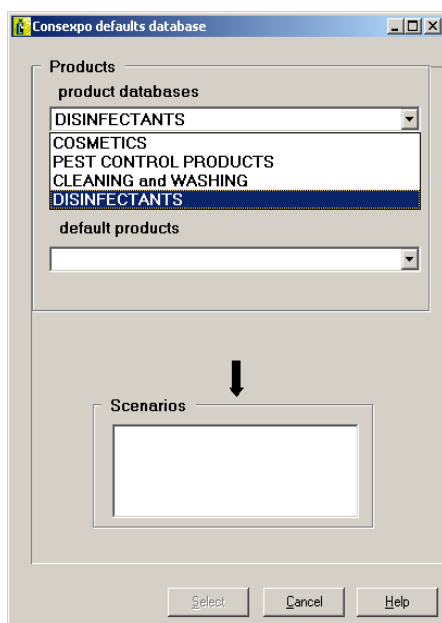 Consexpo defaults database
Products
product databases
DISINFECTANTS
COSMETICS
PEST CONTROL PRODUCTS
CLEANING and WASHING
DISINFECTANTS
default products
Scenarios
Select Cancel Help